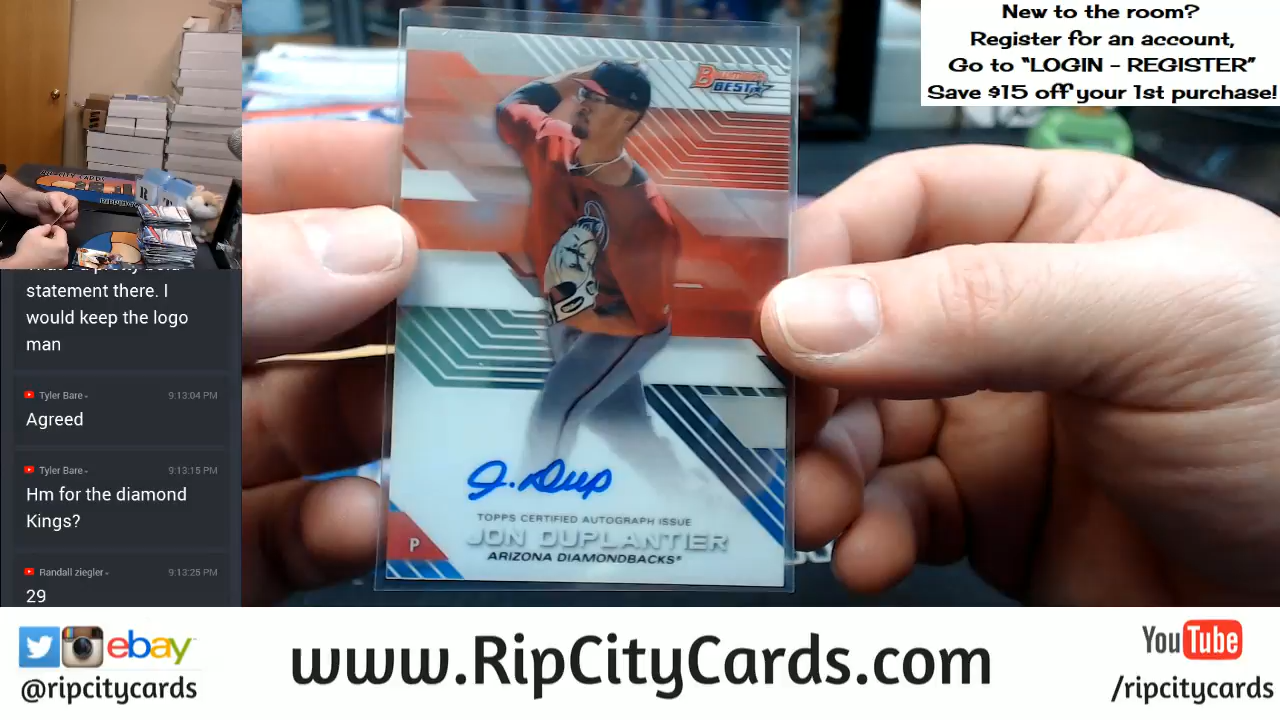 New to the room?
Register for an account,
Go to “LOGIN - REGISTER”
Save $15 off your 1st purchase!
Bowman's
BEST
statement there. I
would keep the logo
man
Tyler Bare
9:13:04 PM
Agreed
Tyler Bare
9:13:15 PM
Hm for the diamond
Kings?
Randall ziegler
9:13:25 PM
29
J. Dup
TOPPS CERTIFIED AUTOGRAPH ISSUE
P
JON DUPLANTIER
ARIZONA DIAMONDBACKS®
ebay
@ripcitycards
www.RipCityCards.com
YouTube
/ripcitycards